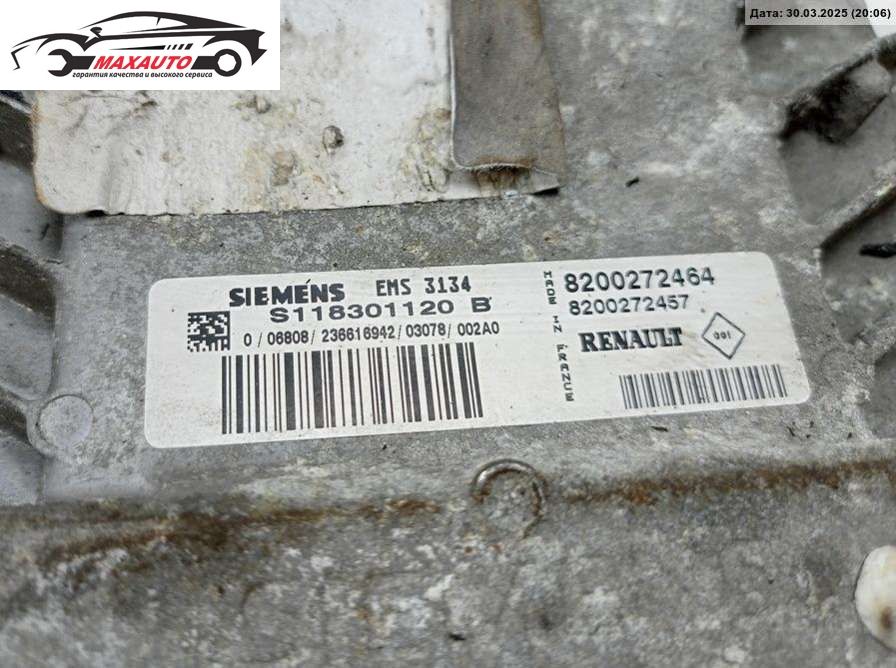 MAXAUTO
гарантия качества и высокого сервиса
Дата: 30.03.2025 (20:06)
SIEMENS EMS 3134
S118301120 B
0 / 06808 / 236616942 / 03078 / 002A0
MADE IN FRANCE
8200272464
8200272457
RENAULT
001